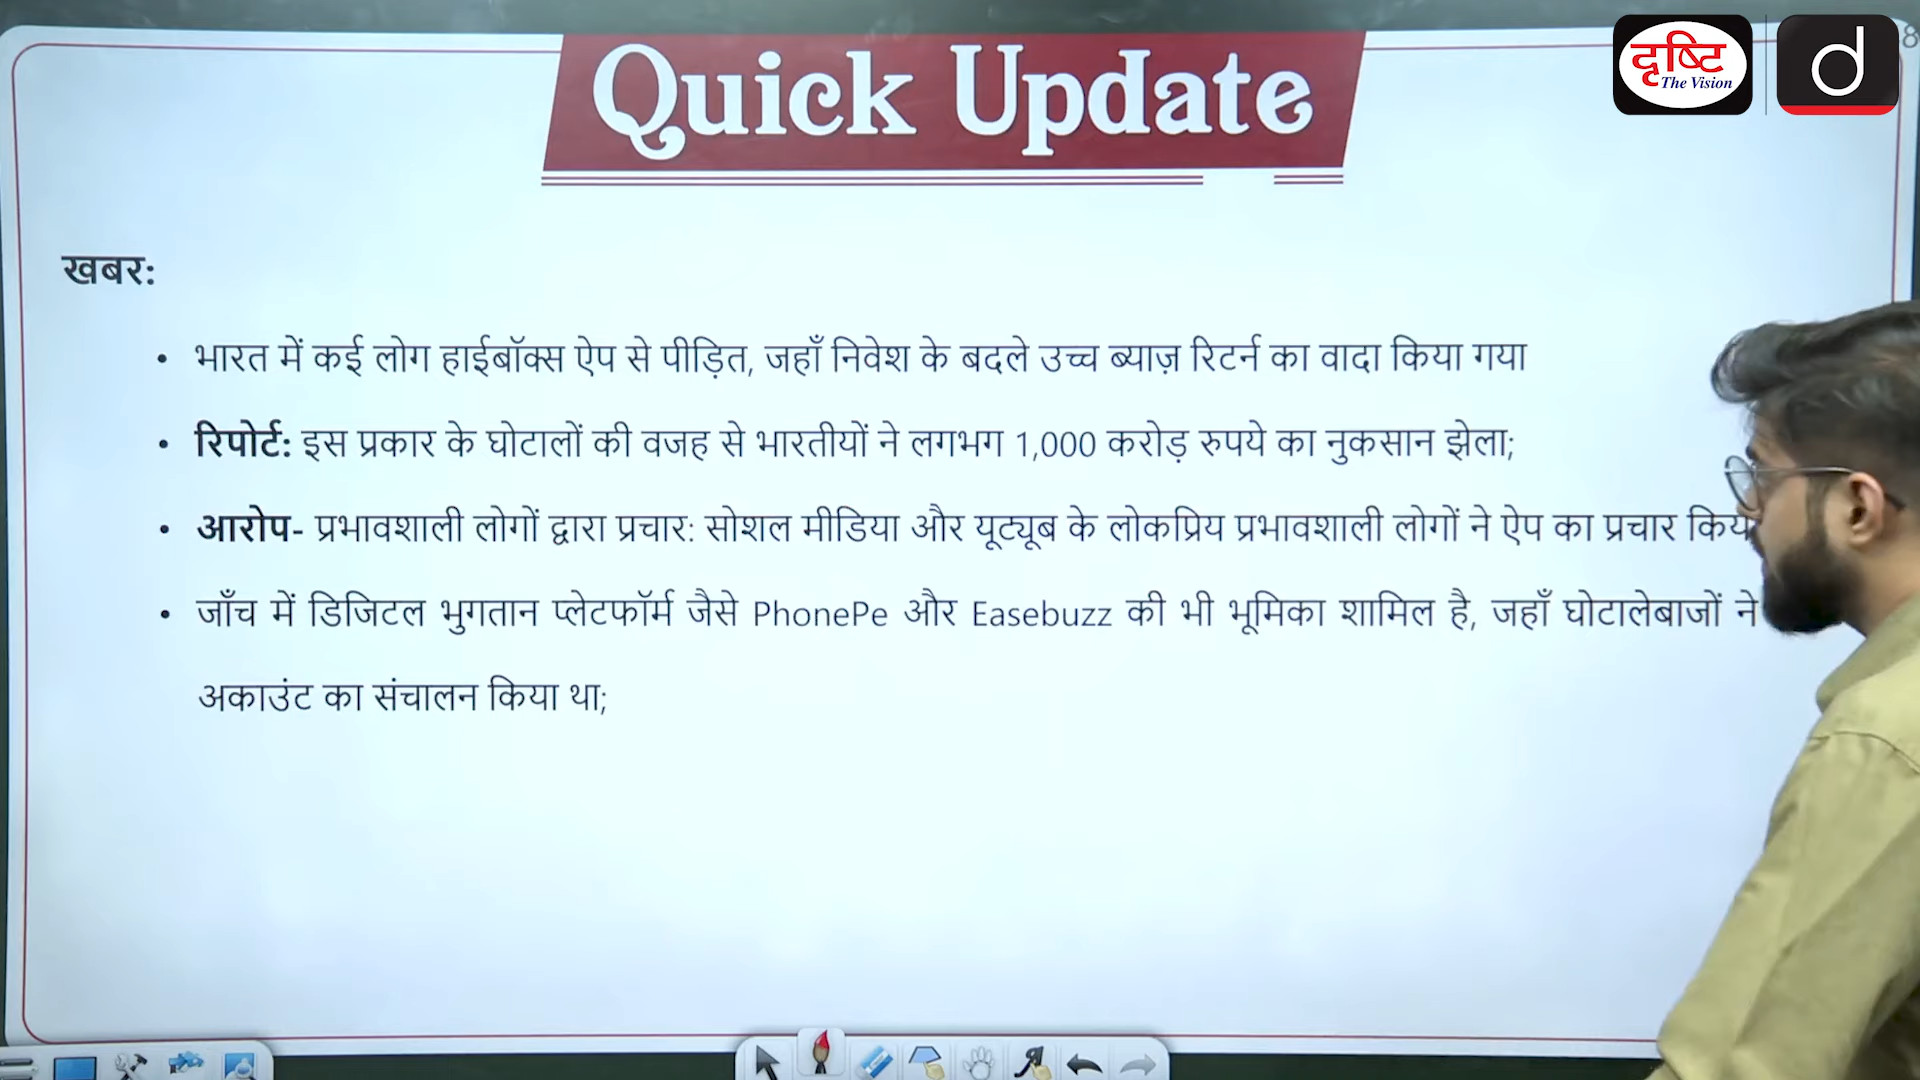 Quick Update
दृष्टि
The Vision
d
8
खबर:
• भारत में कई लोग हाईबॉक्स ऐप से पीड़ित, जहाँ निवेश के बदले उच्च ब्याज़ रिटर्न का वादा किया गया
• रिपोर्ट: इस प्रकार के घोटालों की वजह से भारतीयों ने लगभग 1,000 करोड़ रुपये का नुकसान झेला;
• आरोप- प्रभावशाली लोगों द्वारा प्रचार: सोशल मीडिया और यूट्यूब के लोकप्रिय प्रभावशाली लोगों ने ऐप का प्रचार
• जाँच में डिजिटल भुगतान प्लेटफॉर्म जैसे PhonePe और Easebuzz की भी भूमिका शामिल है, जहाँ घोटालेबाजों ने
अकाउंट का संचालन किया था;